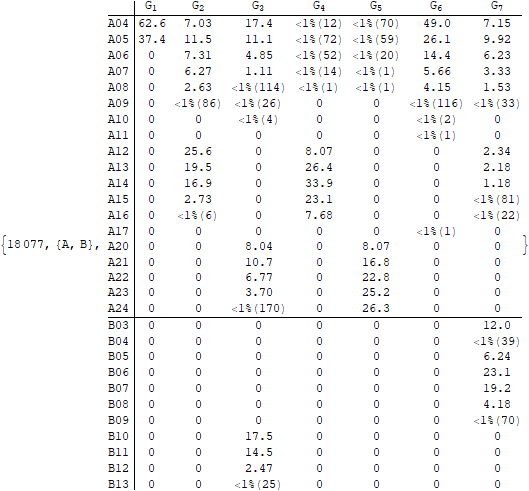 G1 G2 G3 G4 G5 G6 G7
A04 62.6 7.03 17.4 <1%(12) <1%(70) 49.0 7.15
A05 37.4 11.5 11.1 <1%(72) <1%(59) 26.1 9.92
A06 0 7.31 4.85 <1%(52) <1%(20) 14.4 6.23
A07 0 6.27 1.11 <1%(14) <1%(1) 5.66 3.33
A08 0 2.63 <1%(114) <1%(1) <1%(1) 4.15 1.53
A09 0 <1%(86) <1%(26) 0 0 <1%(116) <1%(33)
A10 0 0 <1%(4) 0 0 <1%(2) 0
A11 0 0 0 0 0 <1%(1) 0
A12 0 25.6 0 8.07 0 0 2.34
A13 0 19.5 0 26.4 0 0 2.18
A14 0 16.9 0 33.9 0 0 1.18
A15 0 2.73 0 23.1 0 0 <1%(81)
A16 0 <1%(6) 0 7.68 0 0 <1%(22)
A17 0 0 0 0 0 <1%(1) 0
{18077, {A, B}, A20 0 0 8.04 0 8.07 0 0 }
A21 0 0 10.7 0 16.8 0 0
A22 0 0 6.77 0 22.8 0 0
A23 0 0 3.70 0 25.2 0 0
A24 0 0 <1%(170) 0 26.3 0 0
B03 0 0 0 0 0 0 12.0
B04 0 0 0 0 0 0 <1%(39)
B05 0 0 0 0 0 0 6.24
B06 0 0 0 0 0 0 23.1
B07 0 0 0 0 0 0 19.2
B08 0 0 0 0 0 0 4.18
B09 0 0 0 0 0 0 <1%(70)
B10 0 0 17.5 0 0 0 0
B11 0 0 14.5 0 0 0 0
B12 0 0 2.47 0 0 0 0
B13 0 0 <1%(25) 0 0 0 0